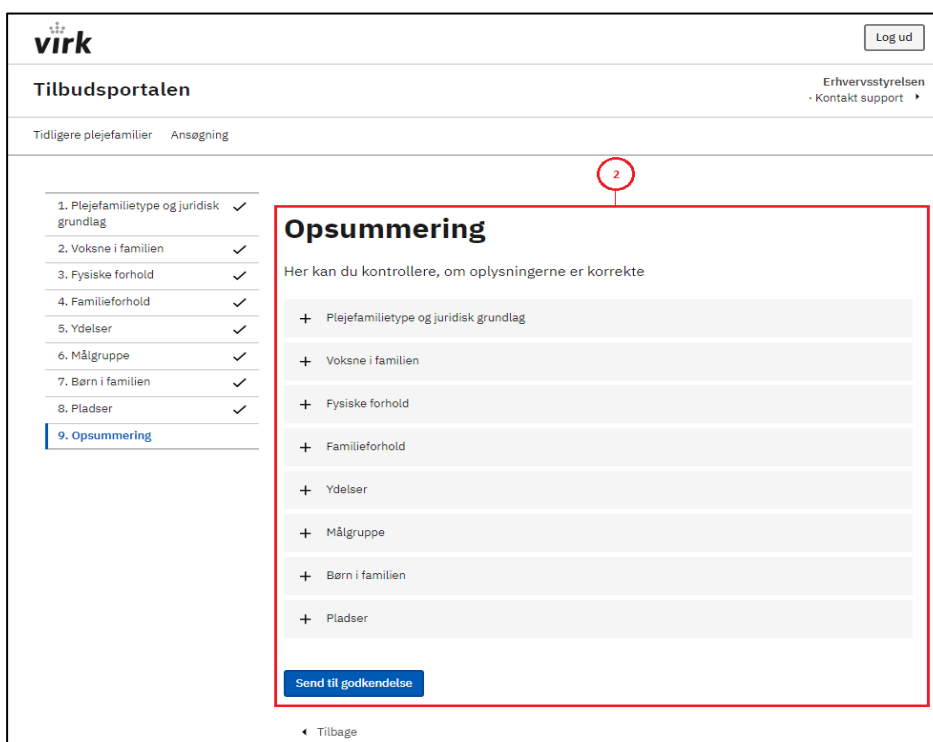 virk
Log ud
Tilbudsportalen
Erhvervsstyrelsen
- Kontakt support
Tidligere plejefamilier
Ansøgning
2
1. Plejefamilietype og juridisk
grundlag
2. Voksne i familien
3. Fysiske forhold
4. Familieforhold
5. Ydelser
6. Målgruppe
7. Børn i familien
8. Pladser
9. Opsummering
Opsummering
Her kan du kontrollere, om oplysningerne er korrekte
+ Plejefamilietype og juridisk grundlag
+ Voksne i familien
+ Fysiske forhold
+ Familieforhold
+ Ydelser
+ Målgruppe
+ Børn i familien
+ Pladser
Send til godkendelse
Tilbage